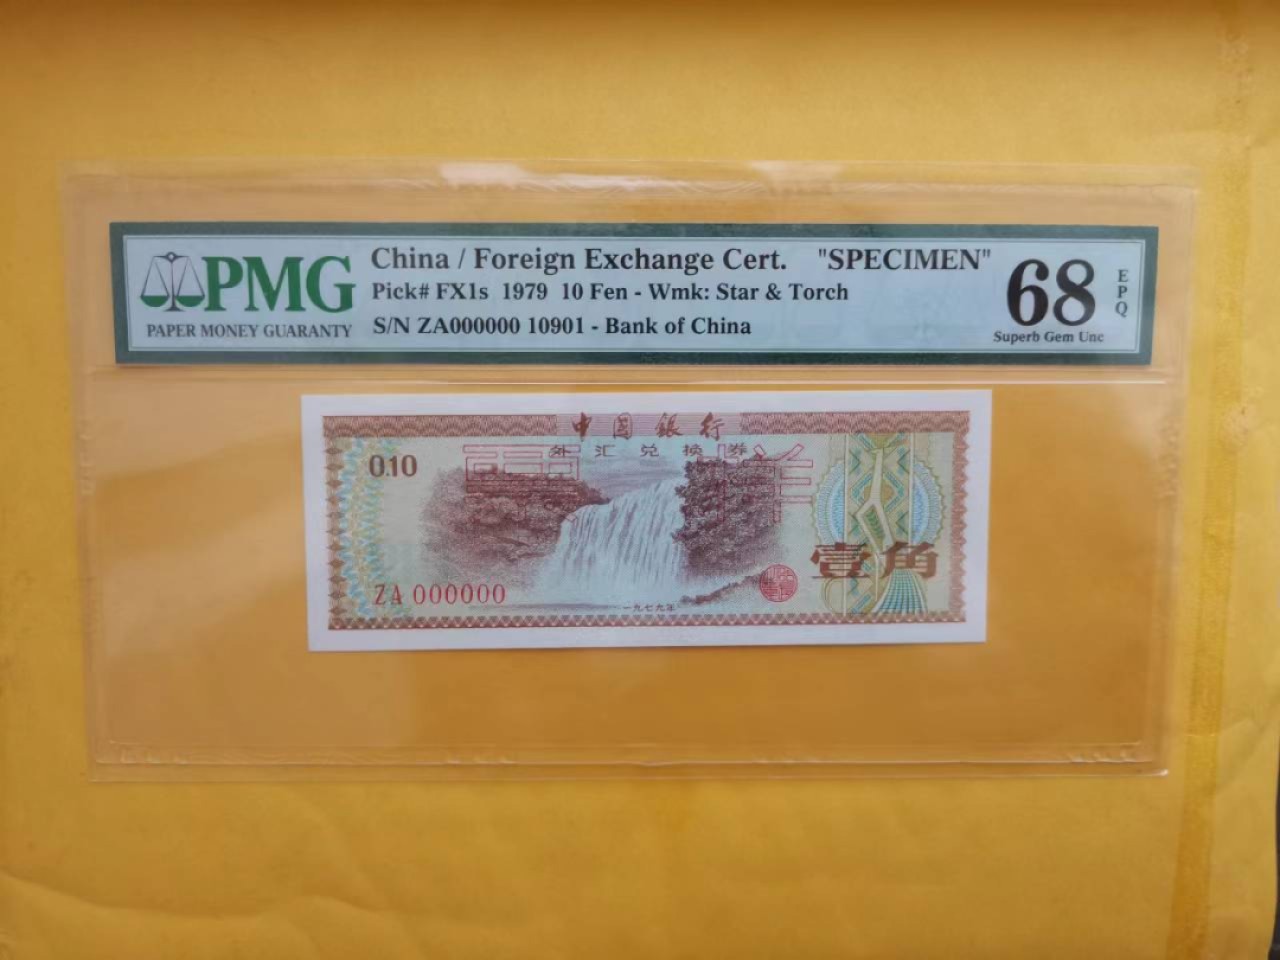 PMG
PAPER MONEY GUARANTY
China / Foreign Exchange Cert. "SPECIMEN"
Pick# FX1s 1979 10 Fen - Wmk: Star & Torch
S/N ZA000000 10901 - Bank of China
68
EPQ
Superb Gem Unc
中国银行
外汇兑换券
0.10
票样
壹角
ZA 000000
一九七九年